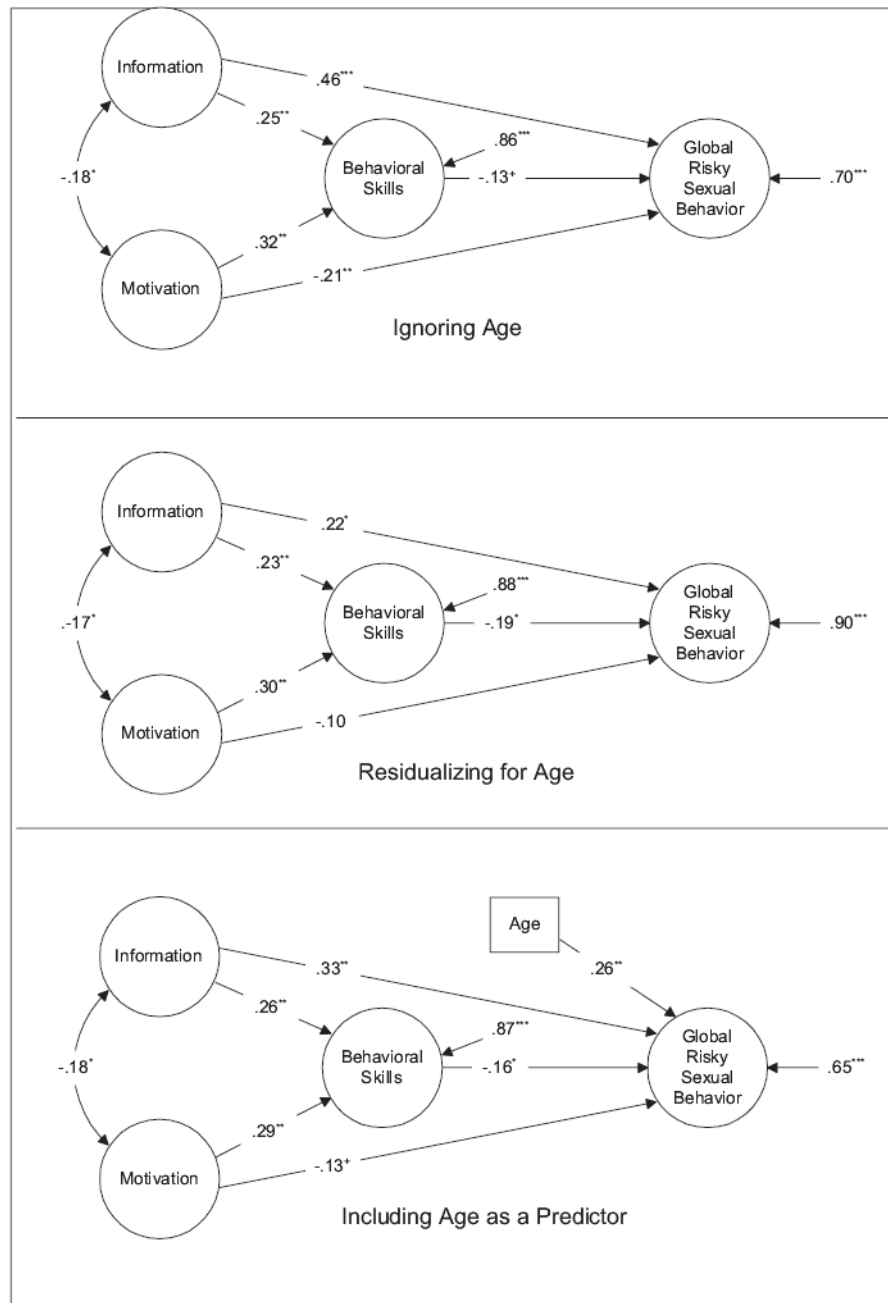 Information
.46***
.25**
-.18*
Behavioral
Skills
.86***
-.13+
Global
Risky
Sexual
Behavior
.70***
.32**
Motivation
-.21**
Ignoring Age
Information
.22*
.23**
.-17*
Behavioral
Skills
.88***
-.19*
Global
Risky
Sexual
Behavior
.90***
.30**
Motivation
-.10
Residualizing for Age
Age
Information
.33**
.26**
.26**
-.18*
Behavioral
Skills
.87***
-.16*
Global
Risky
Sexual
Behavior
.65***
.29**
Motivation
-.13+
Including Age as a Predictor